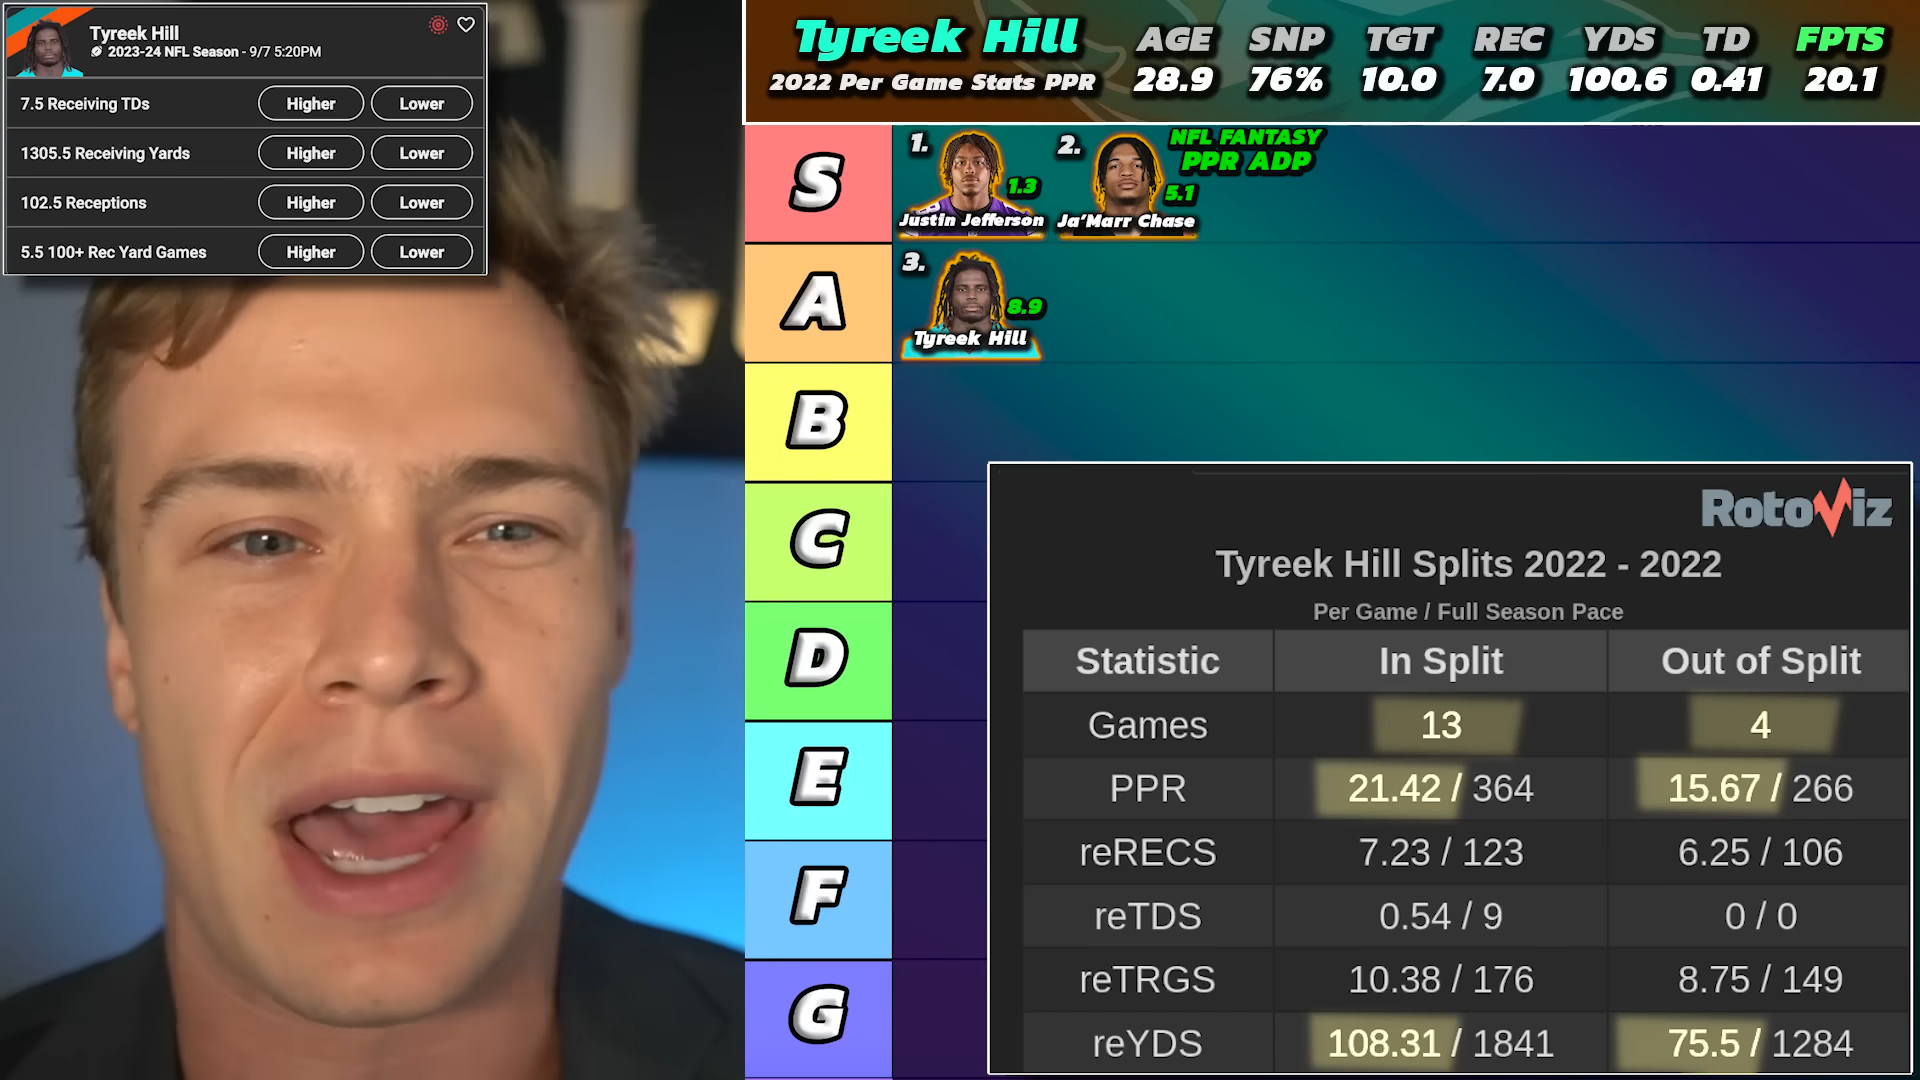 Tyreek Hill
2023-24 NFL Season - 9/7 5:20PM
7.5 Receiving TDs Higher Lower
1305.5 Receiving Yards Higher Lower
102.5 Receptions Higher Lower
5.5 100+ Rec Yard Games Higher Lower
Tyreek Hill AGE SNP TGT REC YDS TD FPTS
2022 Per Game Stats PPR 28.9 76% 10.0 7.0 100.6 0.41 20.1
S
1. 1.3 Justin Jefferson
2. 5.1 Ja'Marr Chase
NFL FANTASY
PPR ADP
A
3. 8.9 Tyreek Hill
B
C
D
E
F
G
RotoViz
Tyreek Hill Splits 2022 - 2022
Per Game / Full Season Pace
Statistic In Split Out of Split
Games 13 4
PPR 21.42 / 364 15.67 / 266
reRECS 7.23 / 123 6.25 / 106
reTDS 0.54 / 9 0 / 0
reTRGS 10.38 / 176 8.75 / 149
reYDS 108.31 / 1841 75.5 / 1284